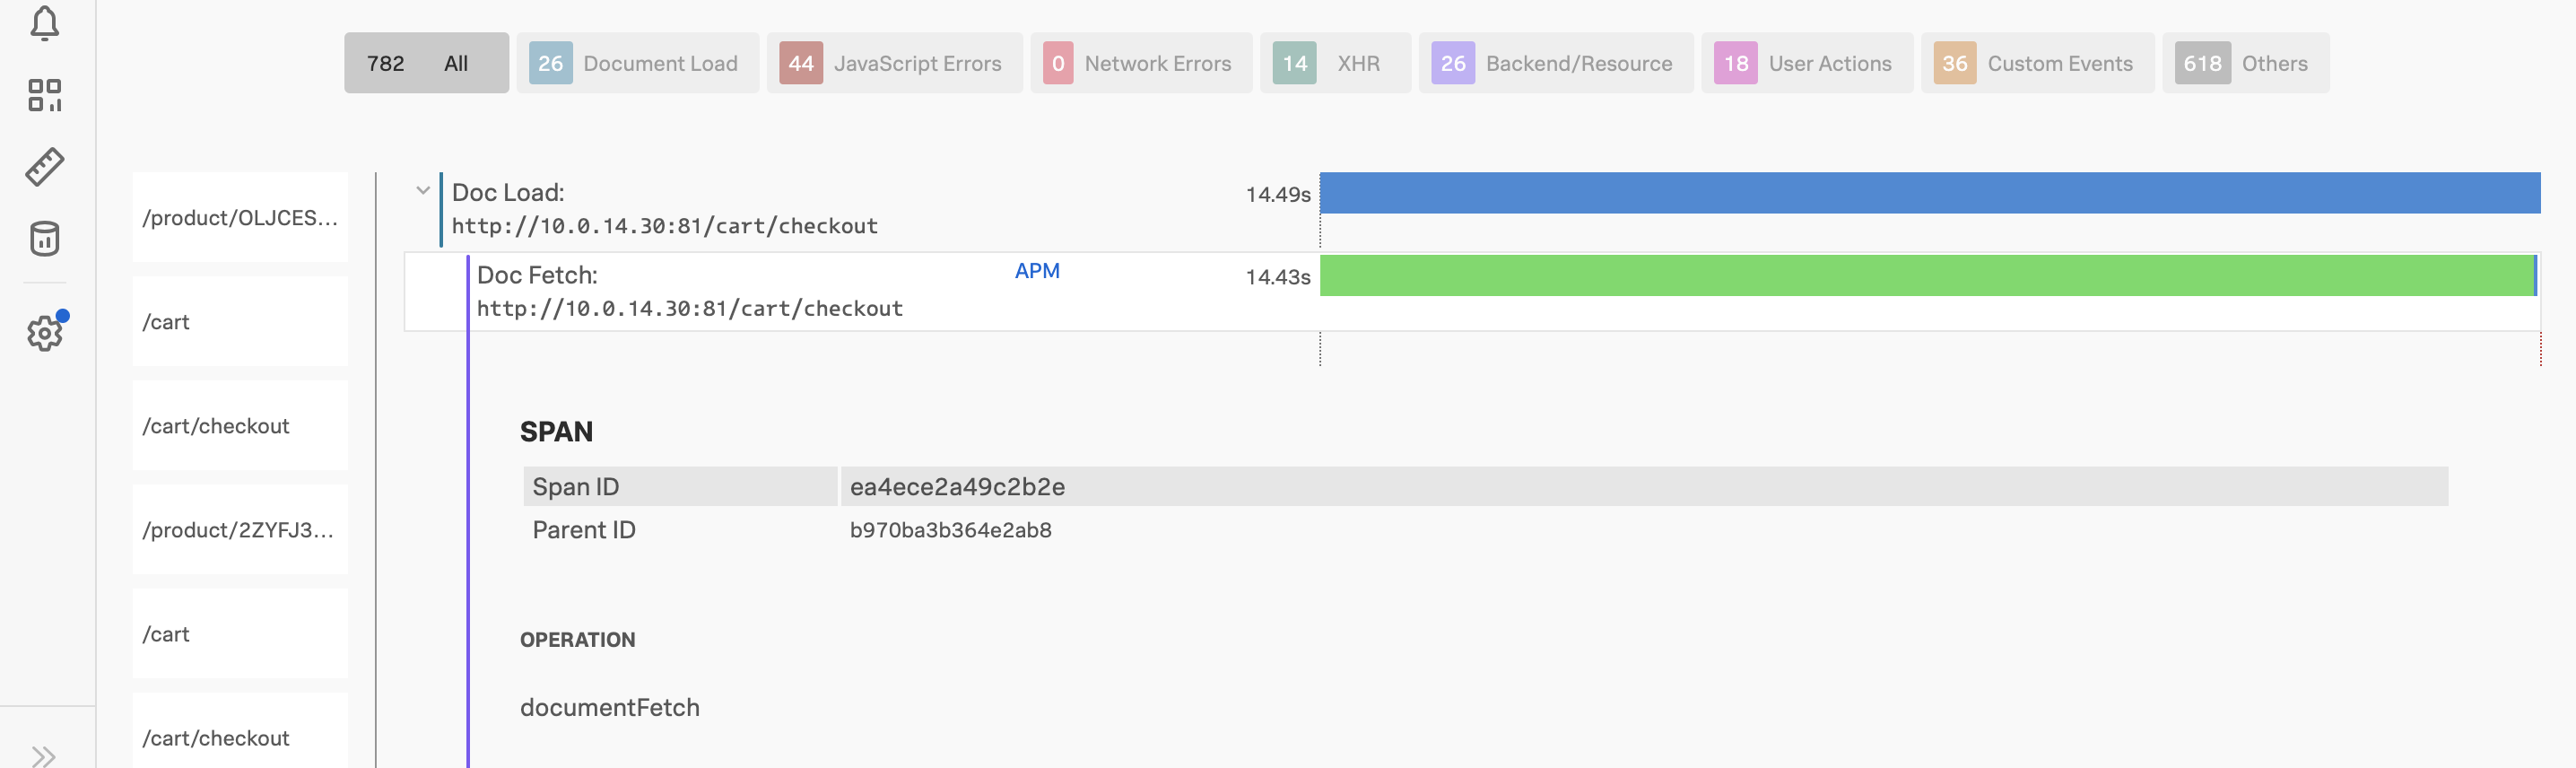 782 All
26 Document Load
44 JavaScript Errors
0 Network Errors
14 XHR
26 Backend/Resource
18 User Actions
36 Custom Events
618 Others
/product/OLJCES...
/cart
/cart/checkout
/product/2ZYFJ3...
/cart
/cart/checkout
Doc Load:
http://10.0.14.30:81/cart/checkout
14.49s
Doc Fetch:
http://10.0.14.30:81/cart/checkout
APM
14.43s
SPAN
Span ID ea4ece2a49c2b2e
Parent ID b970ba3b364e2ab8
OPERATION
documentFetch